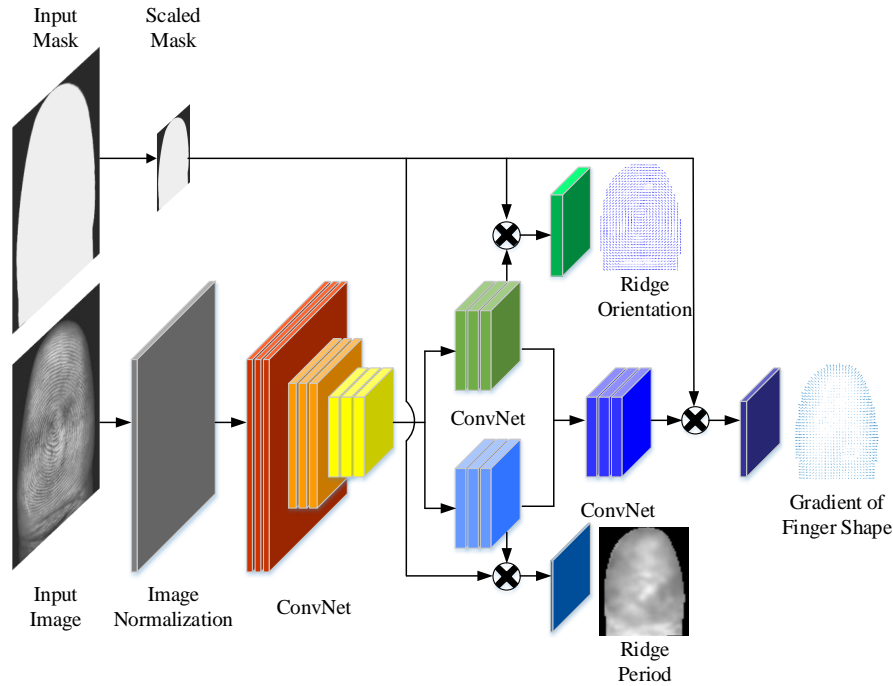 Input
Mask
Scaled
Mask
Ridge
Orientation
ConvNet
ConvNet
Gradient of
Finger Shape
Input
Image
Image
Normalization
ConvNet
Ridge
Period